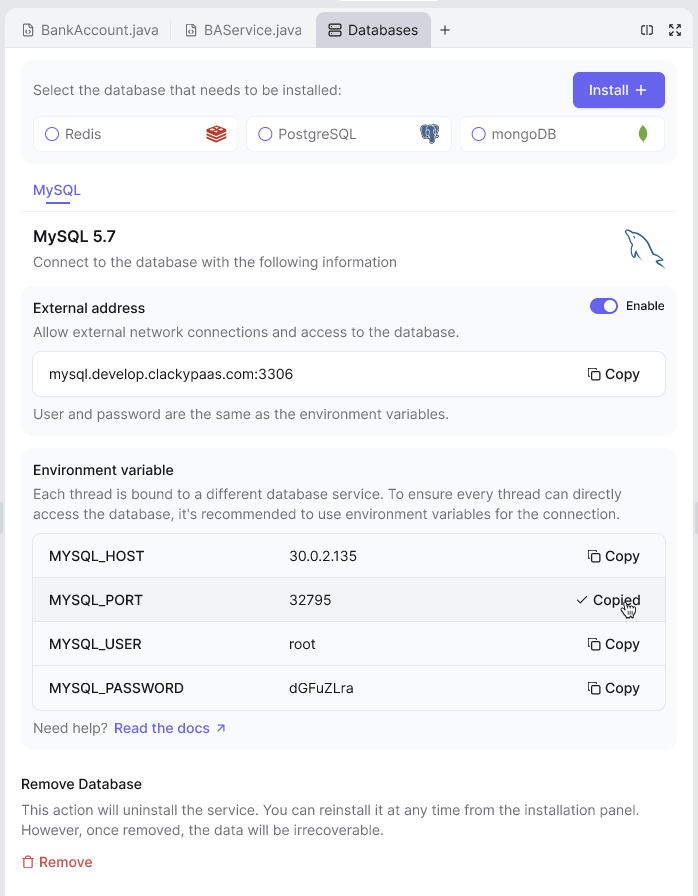 BankAccount.java BAService.java Databases
Select the database that needs to be installed:
Install
Redis PostgreSQL mongoDB
MySQL
MySQL 5.7
Connect to the database with the following information
External address
Enable
Allow external network connections and access to the database.
mysql.develop.clackypaas.com:3306 Copy
User and password are the same as the environment variables.
Environment variable
Each thread is bound to a different database service. To ensure every thread can directly
access the database, it's recommended to use environment variables for the connection.
MYSQL_HOST 30.0.2.135 Copy
MYSQL_PORT 32795 Copied
MYSQL_USER root Copy
MYSQL_PASSWORD dGFuZLra Copy
Need help? Read the docs
Remove Database
This action will uninstall the service. You can reinstall it at any time from the installation panel.
However, once removed, the data will be irrecoverable.
Remove